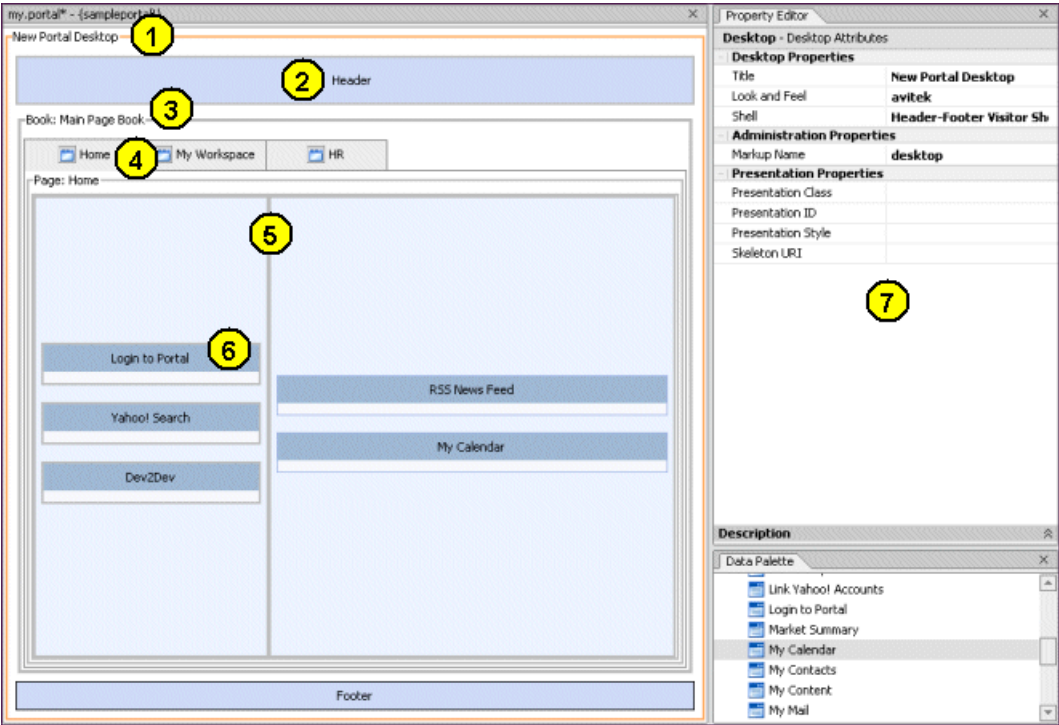 my.portal* - {sampleportal}
New Portal Desktop
1
2
Header
3
Book: Main Page Book
Home
4
My Workspace
HR
Page: Home
5
6
Login to Portal
Yahoo! Search
Dev2Dev
RSS News Feed
My Calendar
Footer
Property Editor
Desktop - Desktop Attributes
Desktop Properties
Title New Portal Desktop
Look and Feel avitek
Shell Header-Footer Visitor Sh
Administration Properties
Markup Name desktop
Presentation Properties
Presentation Class
Presentation ID
Presentation Style
Skeleton URI
7
Description
Data Palette
Link Yahoo! Accounts
Login to Portal
Market Summary
My Calendar
My Contacts
My Content
My Mail